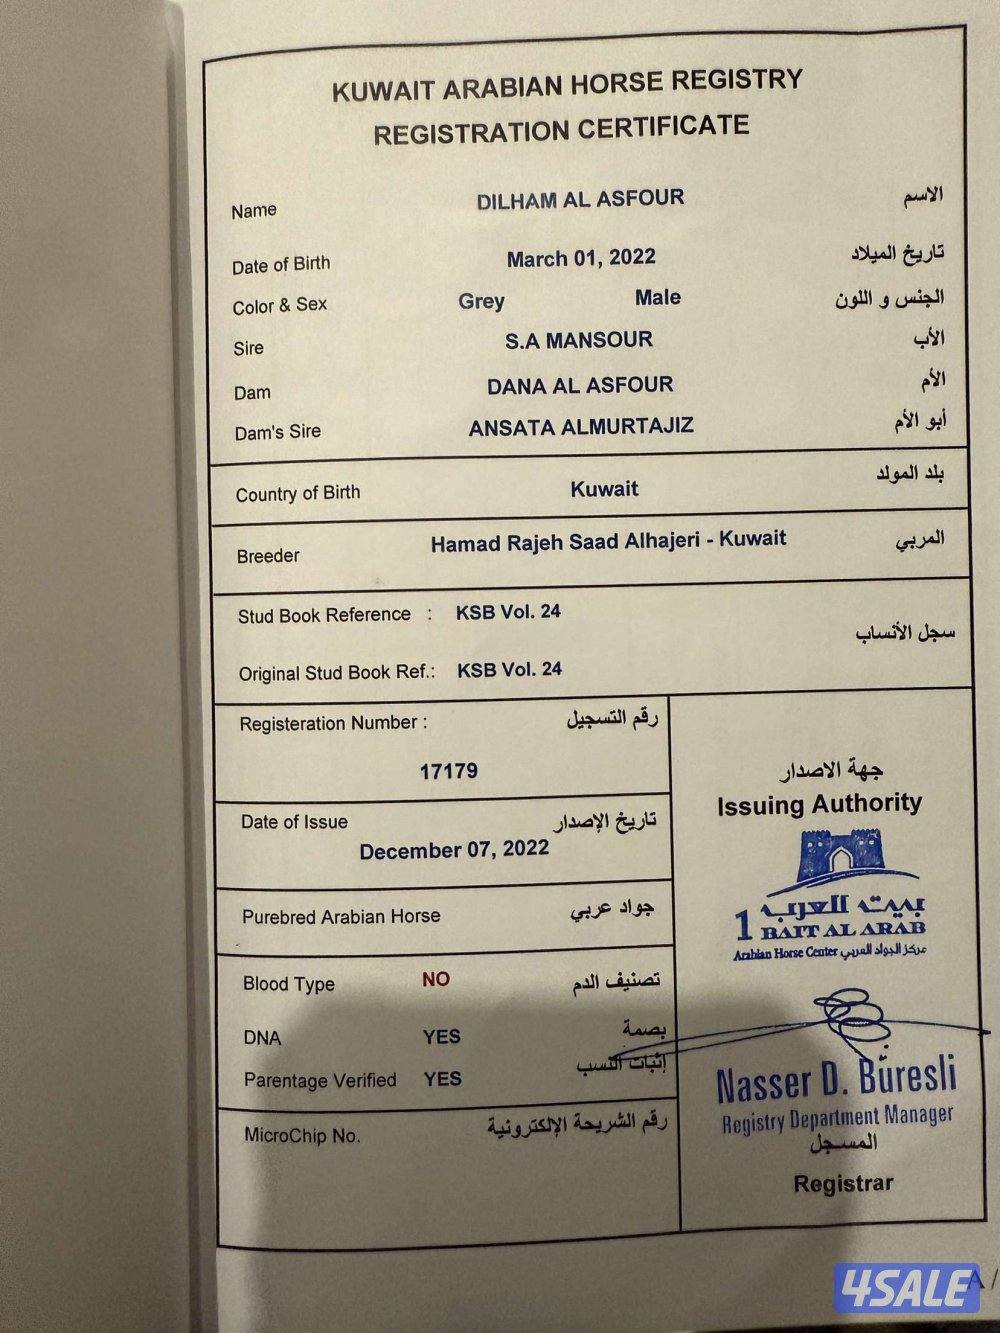 KUWAIT ARABIAN HORSE REGISTRY
REGISTRATION CERTIFICATE
Name DILHAM AL ASFOUR الاسم
Date of Birth March 01, 2022 تاريخ الميلاد
Color & Sex Grey Male الجنس و اللون
Sire S.A MANSOUR الأب
Dam DANA AL ASFOUR الأم
Dam's Sire ANSATA ALMURTAJIZ أبو الأم
Country of Birth Kuwait بلد المولد
Breeder Hamad Rajeh Saad Alhajeri - Kuwait المربي
Stud Book Reference : KSB Vol. 24
سجل الأنساب
Original Stud Book Ref.: KSB Vol. 24
Registeration Number : رقم التسجيل
17179
Date of Issue تاريخ الإصدار
December 07, 2022
Purebred Arabian Horse جواد عربي
Blood Type NO تصنيف الدم
DNA YES بصمة
Parentage Verified YES إثبات النسب
MicroChip No. رقم الشريحة الإلكترونية
جهة الاصدار
Issuing Authority
بيت العرب
1 BAIT AL ARAB
Arabian Horse Center مركز الجواد العربي
Nasser D. Buresli
Registry Department Manager
المسجل
Registrar
A /
4SALE